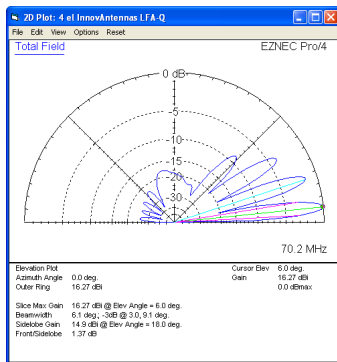 2D Plot: 4 el InnovAntennas LFA-Q
File Edit View Options Reset
Total Field
EZNEC Pro/4
0 dB
-5
-10
-15
-20
-30
70.2 MHz
Elevation Plot
Azimuth Angle 0.0 deg.
Outer Ring 16.27 dBi
Cursor Elev 6.0 deg.
Gain 16.27 dBi
0.0 dBmax
Slice Max Gain 16.27 dBi @ Elev Angle = 6.0 deg.
Beamwidth 6.1 deg.; -3dB @ 3.0, 9.1 deg.
Sidelobe Gain 14.9 dBi @ Elev Angle = 18.0 deg.
Front/Sidelobe 1.37 dB